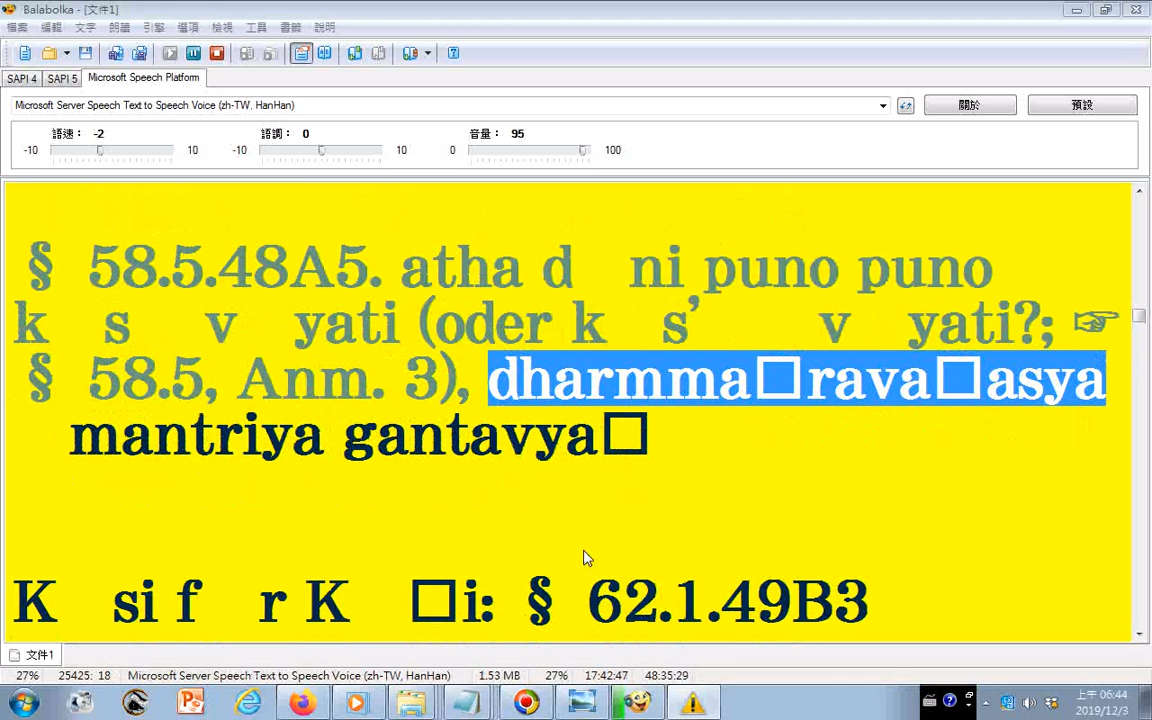 Balabolka - [文件1]
檔案 編輯 文字 朗讀 引擎 選項 檢視 工具 書籤 說明
SAPI 4 SAPI 5 Microsoft Speech Platform
Microsoft Server Speech Text to Speech Voice (zh-TW, HanHan)
關於 預設
語速： -2 語調： 0 音量： 95
-10 10 -10 10 0 100
§ 58.5.48A5. atha d ni puno puno
k s v yati (oder k s’ v yati?; ☞
§ 58.5, Anm. 3), dharmma□rava□asya
mantriya gantavya□
K si f r K □i: § 62.1.49B3
文件1
27% 25425: 18 Microsoft Server Speech Text to Speech Voice (zh-TW, HanHan) 1.53 MB 27% 17:42:47 48:35:29
上午 06:44
2019/12/3